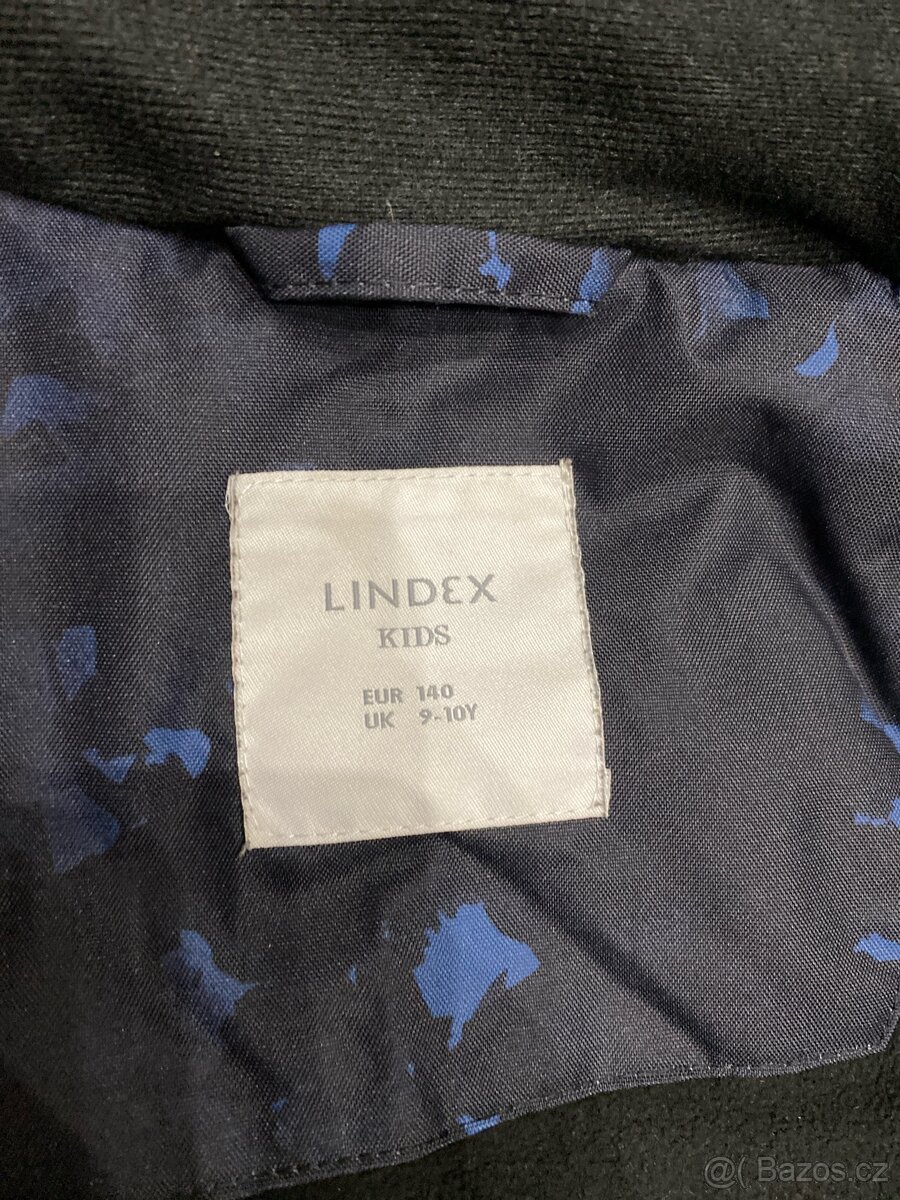 LINDEX
KIDS
EUR 140
UK 9-10Y
@( Bazos.cz